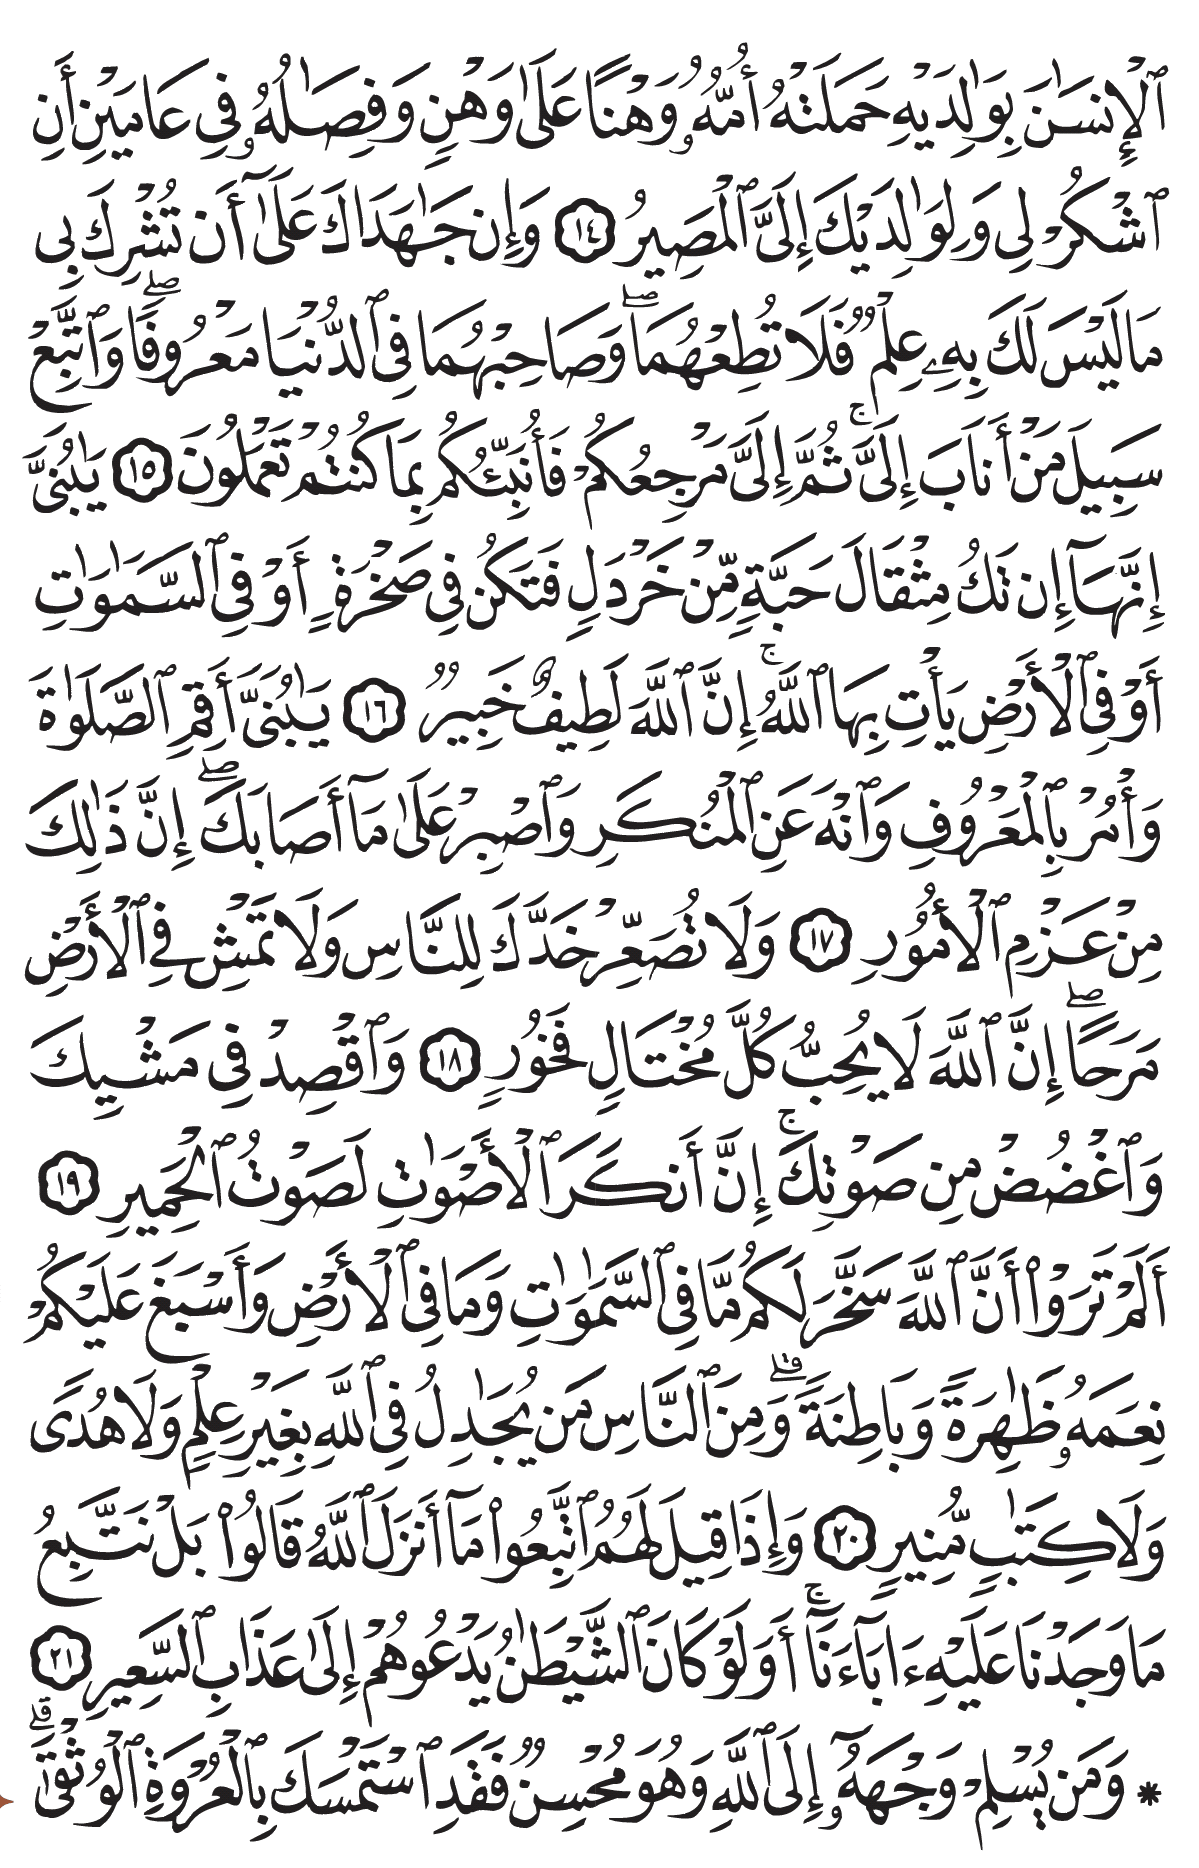 ٱلۡإِنسَٰنَ بِوَٰلِدَيۡهِ حَمَلَتۡهُ أُمُّهُۥ وَهۡنًا عَلَىٰ وَهۡنٖ وَفِصَٰلُهُۥ فِي عَامَيۡنِ أَنِ
ٱشۡكُرۡ لِي وَلِوَٰلِدَيۡكَ إِلَيَّ ٱلۡمَصِيرُ ١٤ وَإِن جَٰهَدَاكَ عَلَىٰٓ أَن تُشۡرِكَ بِي
مَا لَيۡسَ لَكَ بِهِۦ عِلۡمٞ فَلَا تُطِعۡهُمَاۖ وَصَاحِبۡهُمَا فِي ٱلدُّنۡيَا مَعۡرُوفٗاۖ وَٱتَّبِعۡ
سَبِيلَ مَنۡ أَنَابَ إِلَيَّۚ ثُمَّ إِلَيَّ مَرۡجِعُكُمۡ فَأُنَبِّئُكُم بِمَا كُنتُمۡ تَعۡمَلُونَ ١٥ يَٰبُنَيَّ
إِنَّهَآ إِن تَكُ مِثۡقَالَ حَبَّةٖ مِّنۡ خَرۡدَلٖ فَتَكُن فِي صَخۡرَةٍ أَوۡ فِي ٱلسَّمَٰوَٰتِ
أَوۡ فِي ٱلۡأَرۡضِ يَأۡتِ بِهَا ٱللَّهُۚ إِنَّ ٱللَّهَ لَطِيفٌ خَبِيرٞ ١٦ يَٰبُنَيَّ أَقِمِ ٱلصَّلَوٰةَ
وَأۡمُرۡ بِٱلۡمَعۡرُوفِ وَٱنۡهَ عَنِ ٱلۡمُنكَرِ وَٱصۡبِرۡ عَلَىٰ مَآ أَصَابَكَۖ إِنَّ ذَٰلِكَ
مِنۡ عَزۡمِ ٱلۡأُمُورِ ١٧ وَلَا تُصَعِّرۡ خَدَّكَ لِلنَّاسِ وَلَا تَمۡشِ فِي ٱلۡأَرۡضِ
مَرَحًاۖ إِنَّ ٱللَّهَ لَا يُحِبُّ كُلَّ مُخۡتَالٖ فَخُورٖ ١٨ وَٱقۡصِدۡ فِي مَشۡيِكَ
وَٱغۡضُضۡ مِن صَوۡتِكَۚ إِنَّ أَنكَرَ ٱلۡأَصۡوَٰتِ لَصَوۡتُ ٱلۡحَمِيرِ ١٩
أَلَمۡ تَرَوۡاْ أَنَّ ٱللَّهَ سَخَّرَ لَكُم مَّا فِي ٱلسَّمَٰوَٰتِ وَمَا فِي ٱلۡأَرۡضِ وَأَسۡبَغَ عَلَيۡكُمۡ
نِعَمَهُۥ ظَٰهِرَةٗ وَبَاطِنَةٗۗ وَمِنَ ٱلنَّاسِ مَن يُجَٰدِلُ فِي ٱللَّهِ بِغَيۡرِ عِلۡمٖ وَلَا هُدٗى
وَلَا كِتَٰبٖ مُّنِيرٖ ٢٠ وَإِذَا قِيلَ لَهُمُ ٱتَّبِعُواْ مَآ أَنزَلَ ٱللَّهُ قَالُواْ بَلۡ نَتَّبِعُ
مَا وَجَدۡنَا عَلَيۡهِ ءَابَآءَنَآۚ أَوَلَوۡ كَانَ ٱلشَّيۡطَٰنُ يَدۡعُوهُمۡ إِلَىٰ عَذَابِ ٱلسَّعِيرِ ٢١
* وَمَن يُسۡلِمۡ وَجۡهَهُۥٓ إِلَى ٱللَّهِ وَهُوَ مُحۡسِنٞ فَقَدِ ٱسۡتَمۡسَكَ بِٱلۡعُرۡوَةِ ٱلۡوُثۡقَىٰۗ